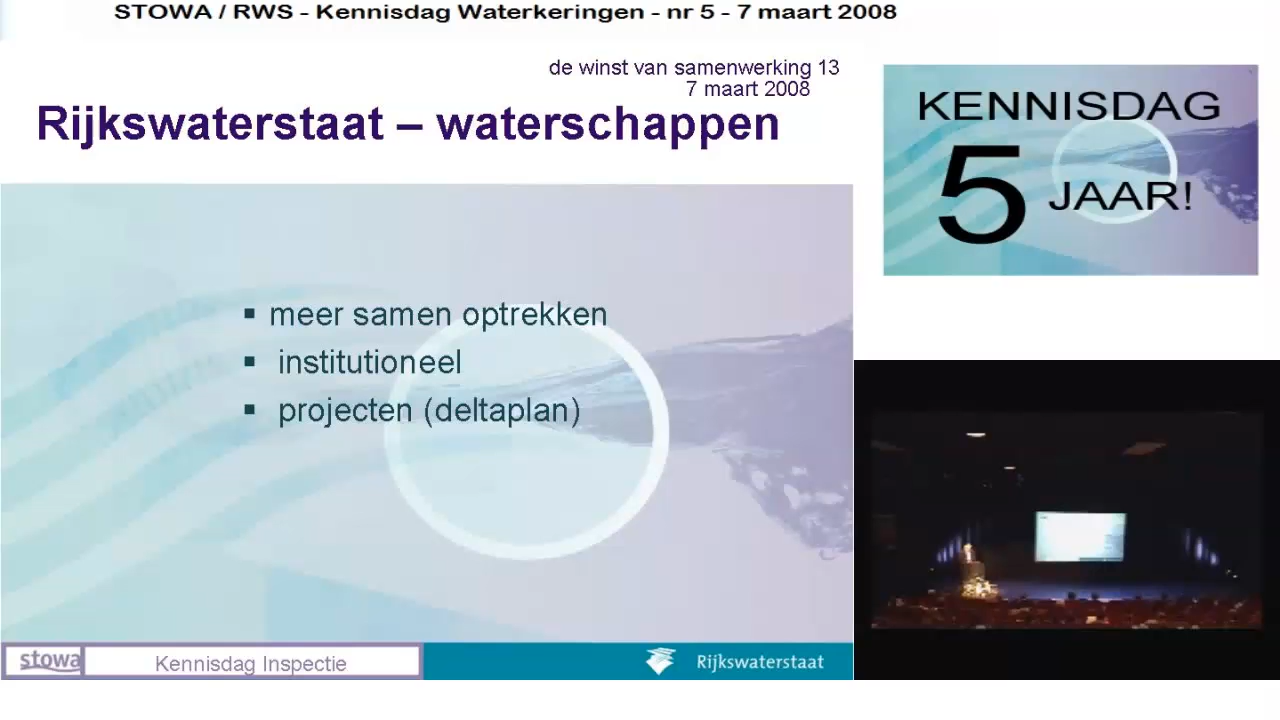 STOWA / RWS - Kennisdag Waterkeringen - nr 5 - 7 maart 2008
de winst van samenwerking 13
7 maart 2008
Rijkswaterstaat – waterschappen
▪ meer samen optrekken
▪ institutioneel
▪ projecten (deltaplan)
stowa
Kennisdag Inspectie
Rijkswaterstaat
KENNISDAG
5 JAAR!